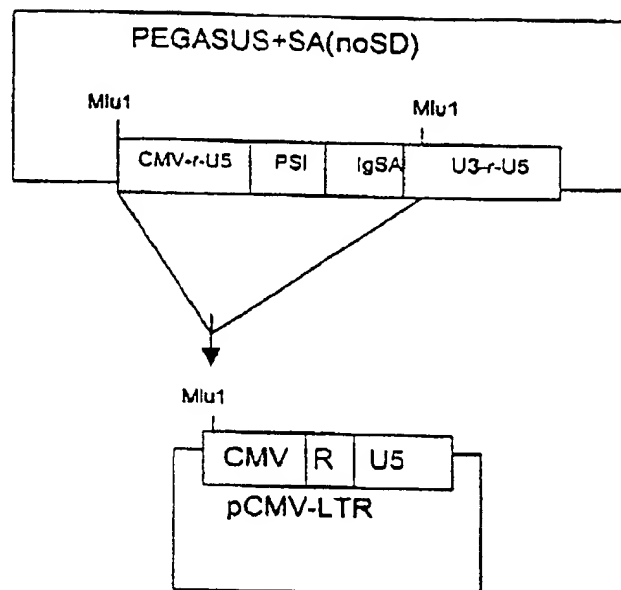 PEGASUS+SA(noSD)
Mlu1 Mlu1
CMV-r-U5 PSI IgSA U3-r-U5
Mlu1
CMV R U5
pCMV-LTR